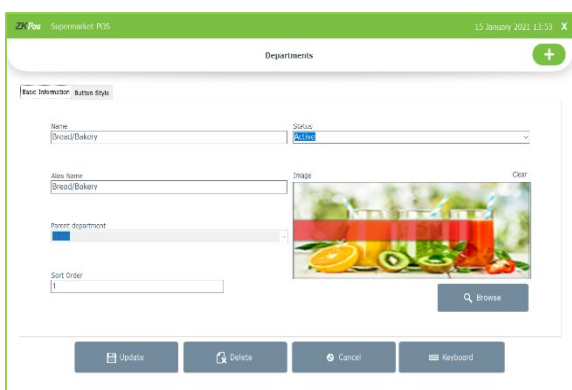 ZKPos Supermarket POS 15 January 2021 13:53 X
Departments
Basic Information Button Style
Name Status
Bread/Bakery Active
Alies Name Image Clear
Bread/Bakery
Parent department
Sort Order
1
Browse
Update Delete Cancel Keyboard